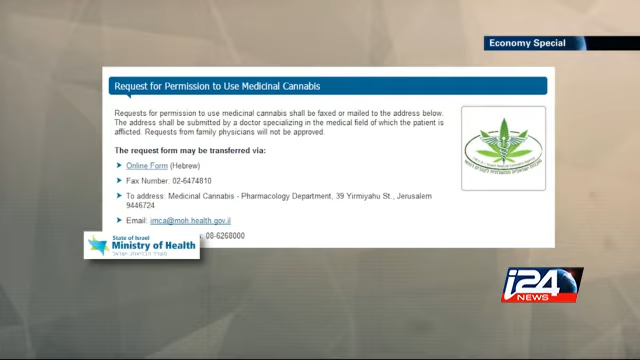 Economy Special
Request for Permission to Use Medicinal Cannabis
Requests for permission to use medicinal cannabis shall be faxed or mailed to the address below.
The address shall be submitted by a doctor specializing in the medical field of which the patient is
afflicted. Requests from family physicians will not be approved.
The request form may be transferred via:
Online Form (Hebrew)
Fax Number: 02-6474810
To address: Medicinal Cannabis - Pharmacology Department, 39 Yirmiyahu St., Jerusalem
9446724
Email: imca@moh.health.gov.il
: 08-6268000
State of Israel
Ministry of Health
משרד הבריאות, ישראל
i24
NEWS